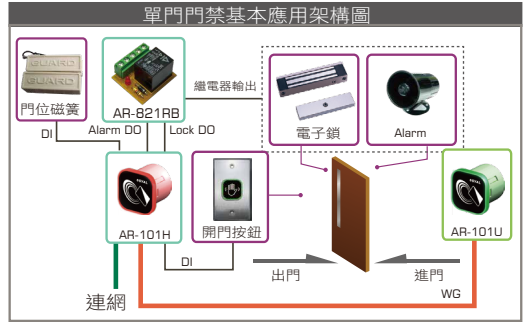 單門門禁基本應用架構圖
GUARD
GUARD
門位磁簧
AR-821RB
繼電器輸出
電子鎖
Alarm
DI
Alarm DO
Lock DO
AR-101H
開門按鈕
AR-101U
DI
出門
進門
連網
WG